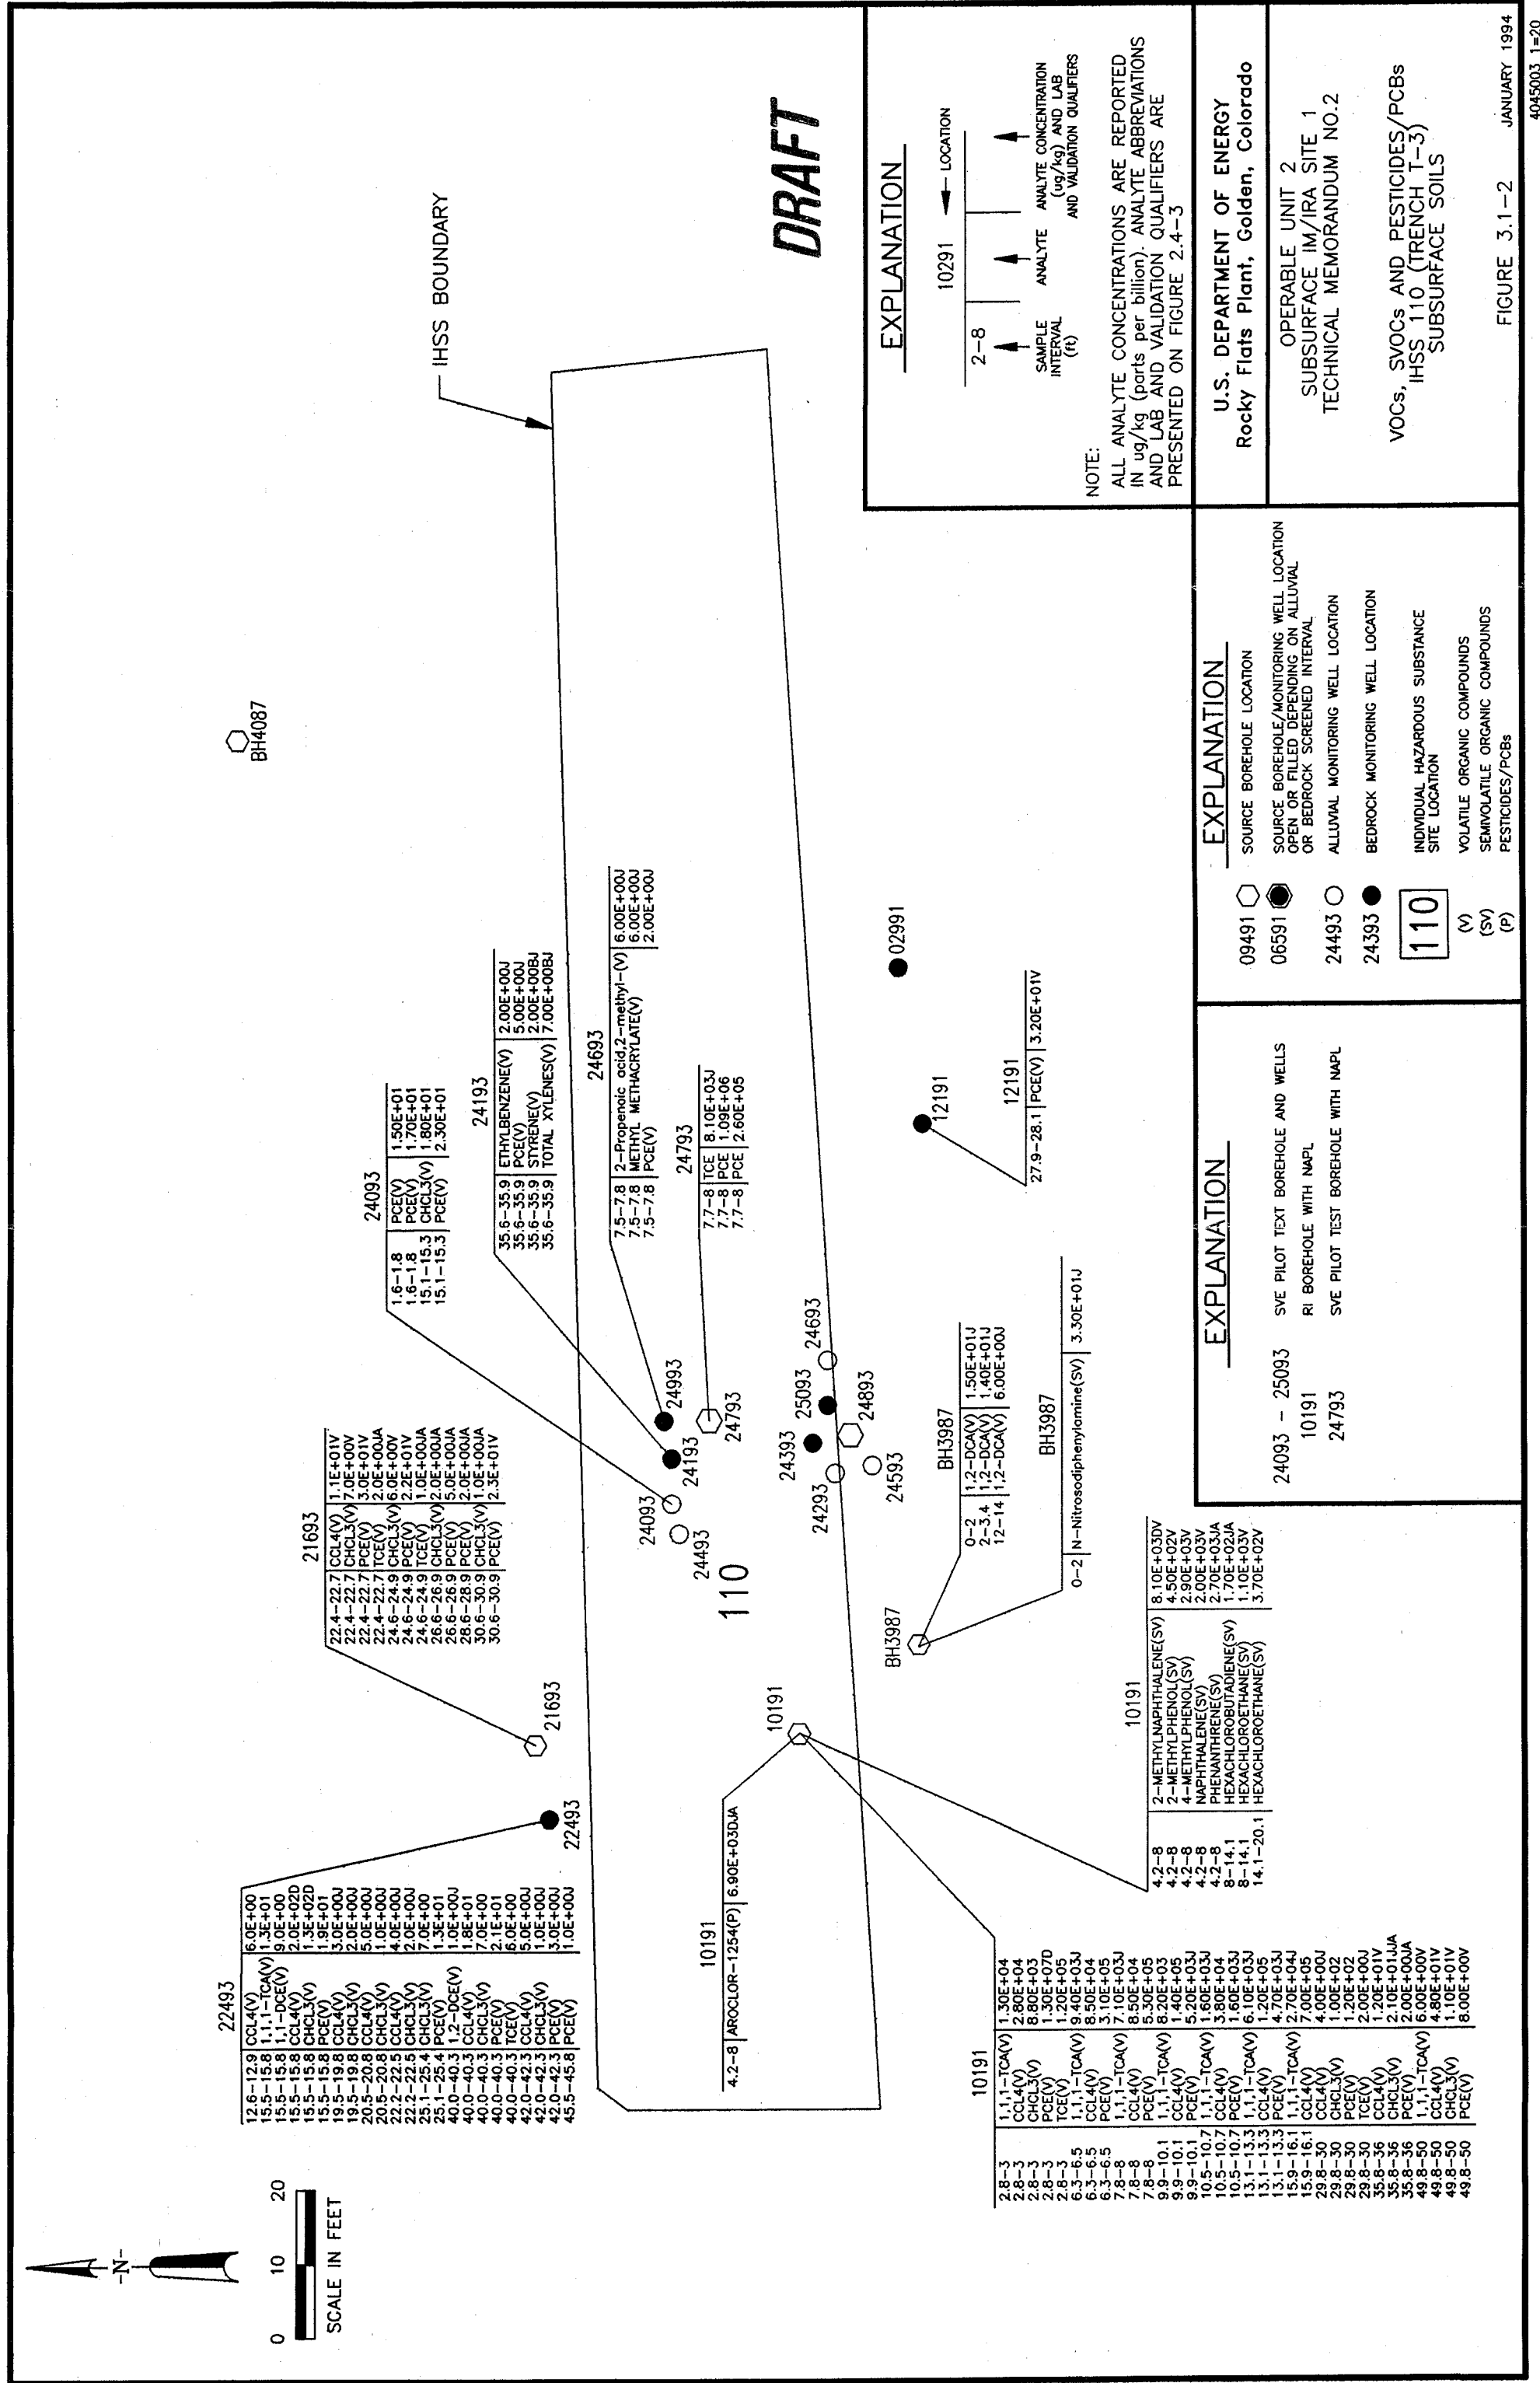 -N-
0 10 20
SCALE IN FEET
22493
12.6-12.9 CCL4(V) 6.0E+00
15.5-15.8 1,1,1-TCA(V) 1.3E+01
15.5-15.8 1,1-DCE(V) 9.0E+00
15.5-15.8 CCL4(V) 2.0E+02D
15.5-15.8 CHCL3(V) 1.3E+02D
15.5-15.8 PCE(V) 1.9E+01
19.5-19.8 CCL4(V) 3.0E+00J
19.5-19.8 CHCL3(V) 2.0E+00J
20.5-20.8 CCL4(V) 5.0E+00J
20.5-20.8 CHCL3(V) 1.0E+00J
22.2-22.5 CCL4(V) 4.0E+00J
22.2-22.5 CHCL3(V) 2.0E+00J
25.1-25.4 CHCL3(V) 7.0E+00
25.1-25.4 PCE(V) 1.3E+01
40.0-40.3 1,2-DCE(V) 1.0E+00J
40.0-40.3 CCL4(V) 1.8E+01
40.0-40.3 CHCL3(V) 7.0E+00
40.0-40.3 PCE(V) 2.1E+01
40.0-40.3 TCE(V) 6.0E+00
42.0-42.3 CCL4(V) 5.0E+00J
42.0-42.3 CHCL3(V) 1.0E+00J
42.0-42.3 PCE(V) 3.0E+00J
45.5-45.8 PCE(V) 1.0E+00J
22493
21693
22.4-22.7 CCL4(V) 1.1E+01V
22.4-22.7 CHCL3(V) 7.0E+00V
22.4-22.7 PCE(V) 3.0E+01V
22.4-22.7 TCE(V) 2.0E+00JA
24.6-24.9 CHCL3(V) 6.0E+00V
24.6-24.9 PCE(V) 2.2E+01V
24.6-24.9 TCE(V) 1.0E+00JA
26.6-26.9 CHCL3(V) 2.0E+00JA
26.6-26.9 PCE(V) 5.0E+00JA
28.6-28.9 PCE(V) 2.0E+00JA
30.6-30.9 CHCL3(V) 1.0E+00JA
30.6-30.9 PCE(V) 2.3E+01V
21693
24093
1.6-1.8 PCE(V) 1.50E+01
1.6-1.8 PCE(V) 1.70E+01
15.1-15.3 CHCL3(V) 1.80E+01
15.1-15.3 PCE(V) 2.30E+01
24193
35.6-35.9 ETHYLBENZENE(V) 2.00E+00J
35.6-35.9 PCE(V) 5.00E+00J
35.6-35.9 STYRENE(V) 2.00E+00BJ
35.6-35.9 TOTAL XYLENES(V) 7.00E+00BJ
24693
7.5-7.8 2-Propenoic acid,2-methyl-(V) 6.00E+00J
7.5-7.8 METHYL METHACRYLATE(V) 6.00E+00J
7.5-7.8 PCE(V) 2.00E+00J
24793
7.7-8 TCE 8.10E+03J
7.7-8 PCE 1.09E+06
7.7-8 PCE 2.60E+05
BH4087
IHSS BOUNDARY
DRAFT
24093
24493
110
24193
24993
24793
24293
24393
25093
24693
24893
24593
10191
4.2-8 AROCLOR-1254(P) 6.90E+03DJA
10191
BH3987
BH3987
0-2 1,2-DCA(V) 1.50E+01J
2-3.4 1,2-DCA(V) 1.40E+01J
12-14 1,2-DCA(V) 6.00E+00J
BH3987
0-2 N-Nitrosodiphenylamine(SV) 3.30E+01J
02991
12191
12191
27.9-28.1 PCE(V) 3.20E+01V
10191
2.8-3 1,1,1-TCA(V) 1.30E+04
2.8-3 CCL4(V) 2.80E+04
2.8-3 CHCL3(V) 8.80E+03
2.8-3 PCE(V) 1.30E+07D
2.8-3 TCE(V) 1.20E+05
6.3-6.5 1,1,1-TCA(V) 9.40E+03J
6.3-6.5 CCL4(V) 8.50E+04
6.3-6.5 PCE(V) 3.10E+05
7.8-8 1,1,1-TCA(V) 7.10E+03J
7.8-8 CCL4(V) 8.50E+04
7.8-8 PCE(V) 5.30E+05
9.9-10.1 1,1,1-TCA(V) 8.20E+03
9.9-10.1 CCL4(V) 1.40E+05
9.9-10.1 PCE(V) 5.20E+03J
10.5-10.7 1,1,1-TCA(V) 1.60E+03J
10.5-10.7 CCL4(V) 3.80E+04
10.5-10.7 PCE(V) 1.60E+03J
13.1-13.3 1,1,1-TCA(V) 6.10E+03J
13.1-13.3 CCL4(V) 1.20E+05
13.1-13.3 PCE(V) 4.70E+03J
15.9-16.1 1,1,1-TCA(V) 2.70E+04J
15.9-16.1 CCL4(V) 7.00E+05
29.8-30 CCL4(V) 4.00E+00J
29.8-30 CHCL3(V) 1.00E+02
29.8-30 PCE(V) 1.20E+02
29.8-30 TCE(V) 2.00E+00J
35.8-36 CCL4(V) 1.20E+01V
35.8-36 CHCL3(V) 2.10E+01JJA
35.8-36 PCE(V) 2.00E+00JA
49.8-50 1,1,1-TCA(V) 6.00E+00V
49.8-50 CCL4(V) 4.80E+01V
49.8-50 CHCL3(V) 1.10E+01V
49.8-50 PCE(V) 8.00E+00V
10191
4.2-8 2-METHYLNAPHTHALENE(SV) 8.10E+03DV
4.2-8 2-METHYLPHENOL(SV) 4.50E+02V
4.2-8 4-METHYLPHENOL(SV) 2.90E+03V
4.2-8 NAPHTHALENE(SV) 2.00E+03V
4.2-8 PHENANTHRENE(SV) 2.70E+03JA
8-14.1 HEXACHLOROBUTADIENE(SV) 1.70E+02JA
8-14.1 HEXACHLOROETHANE(SV) 1.10E+03V
14.1-20.1 HEXACHLOROETHANE(SV) 3.70E+02V
EXPLANATION
24093 - 25093 SVE PILOT TEXT BOREHOLE AND WELLS
10191 RI BOREHOLE WITH NAPL
24793 SVE PILOT TEST BOREHOLE WITH NAPL
EXPLANATION
09491 SOURCE BOREHOLE LOCATION
06591 SOURCE BOREHOLE/MONITORING WELL LOCATION
OPEN OR FILLED DEPENDING ON ALLUVIAL
OR BEDROCK SCREENED INTERVAL
24493 ALLUVIAL MONITORING WELL LOCATION
24393 BEDROCK MONITORING WELL LOCATION
110 INDIVIDUAL HAZARDOUS SUBSTANCE
SITE LOCATION
(V) VOLATILE ORGANIC COMPOUNDS
(SV) SEMIVOLATILE ORGANIC COMPOUNDS
(P) PESTICIDES/PCBs
EXPLANATION
10291 LOCATION
2-8
SAMPLE
INTERVAL
(ft)
ANALYTE
ANALYTE CONCENTRATION
(ug/kg) AND LAB
AND VALIDATION QUALIFIERS
NOTE:
ALL ANALYTE CONCENTRATIONS ARE REPORTED
IN ug/kg (parts per billion). ANALYTE ABBREVIATIONS
AND LAB AND VALIDATION QUALIFIERS ARE
PRESENTED ON FIGURE 2.4-3
U.S. DEPARTMENT OF ENERGY
Rocky Flats Plant, Golden, Colorado
OPERABLE UNIT 2
SUBSURFACE IM/IRA SITE 1
TECHNICAL MEMORANDUM NO.2
VOCs, SVOCs AND PESTICIDES/PCBs
IHSS 110 (TRENCH T-3)
SUBSURFACE SOILS
FIGURE 3.1-2 JANUARY 1994
4045003 1=20